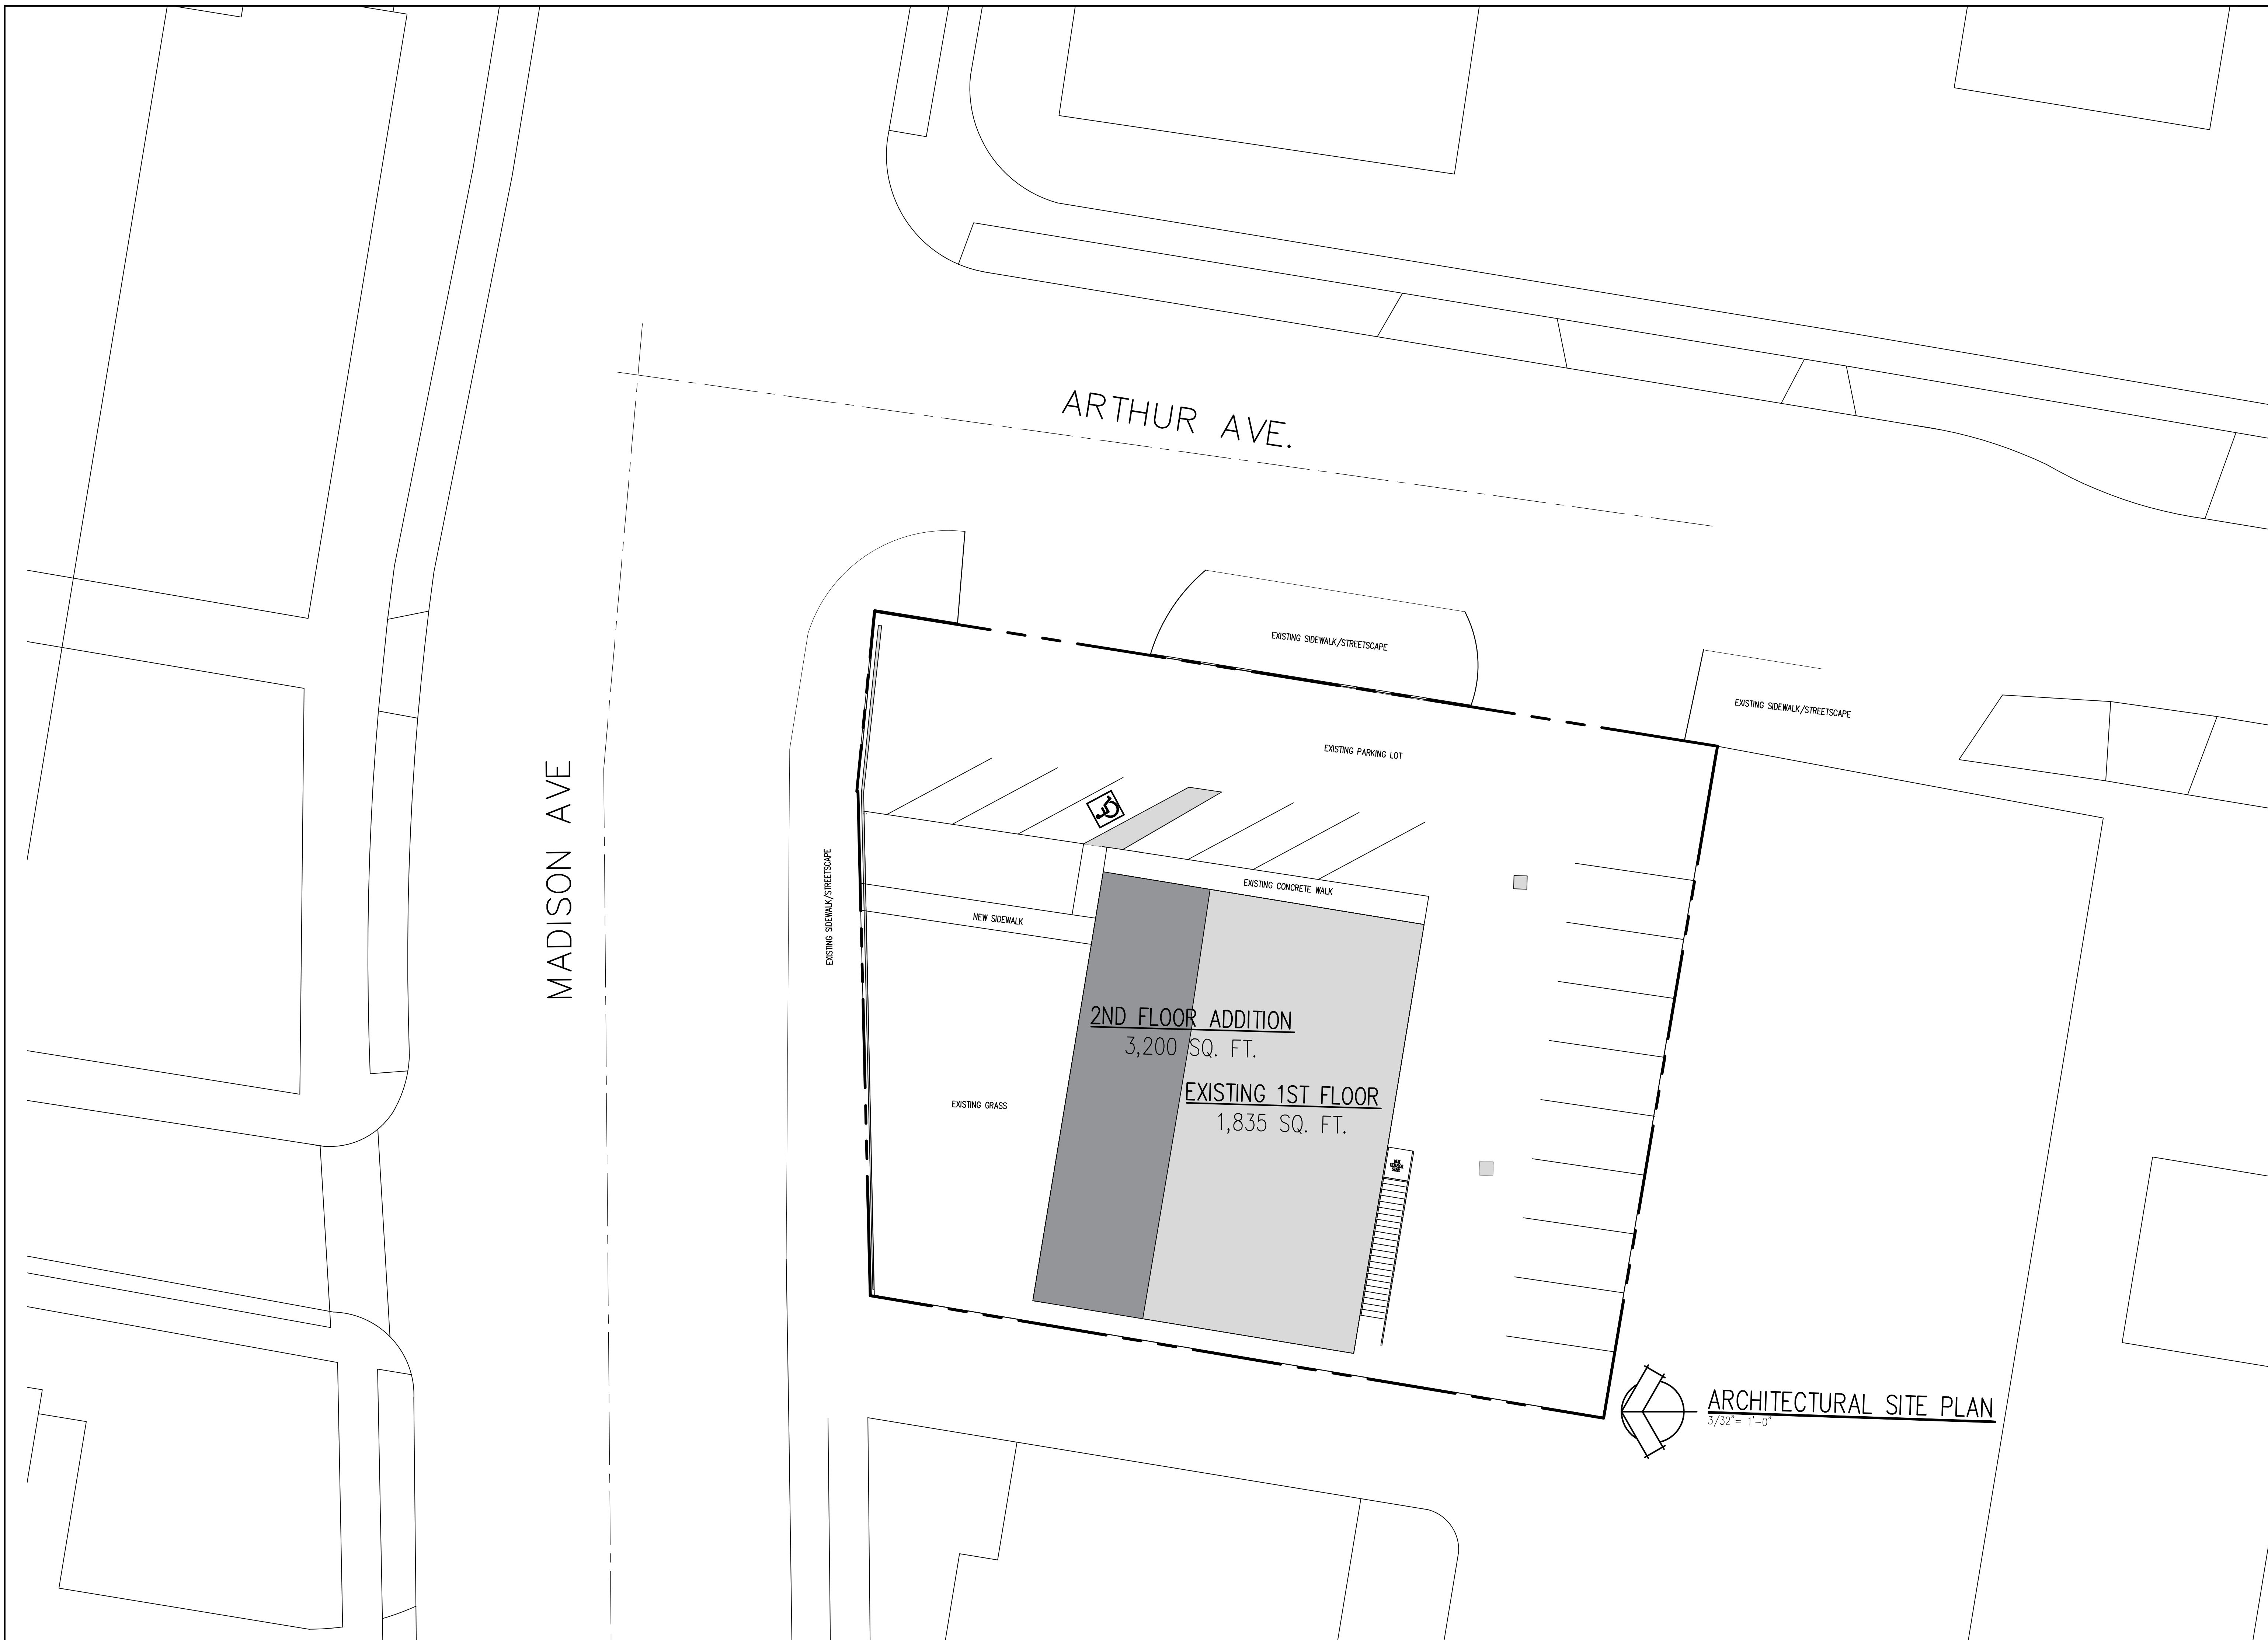 ARTHUR AVE.
EXISTING SIDEWALK/STREETSCAPE
EXISTING SIDEWALK/STREETSCAPE
EXISTING PARKING LOT
MADISON AVE
EXISTING SIDEWALK/STREETSCAPE
EXISTING CONCRETE WALK
NEW SIDEWALK
2ND FLOOR ADDITION
3,200 SQ. FT.
EXISTING 1ST FLOOR
1,835 SQ. FT.
EXISTING GRASS
NEW
ARCHITECTURAL SITE PLAN
3/32"= 1'-0"